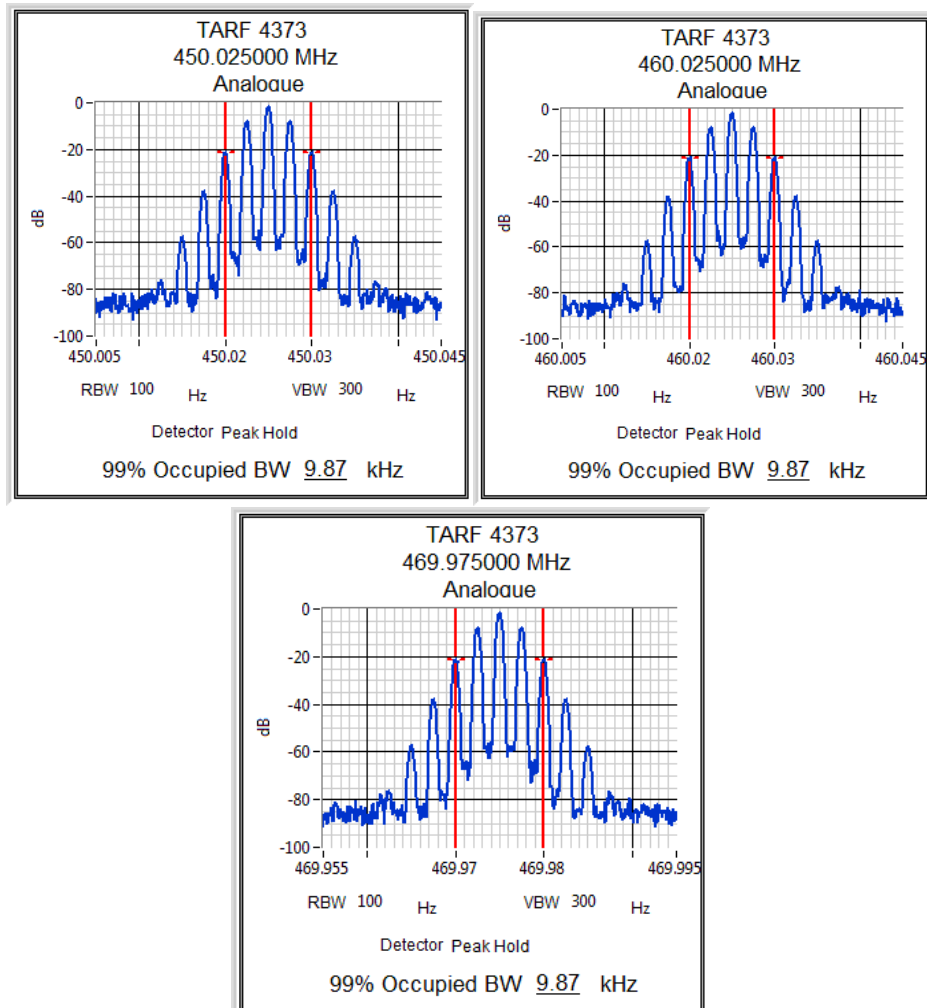 TARF 4373
450.025000 MHz
Analogue
0
-20
-40
-60
-80
-100
dB
450.005
450.02
450.03
450.045
RBW 100 Hz
VBW 300 Hz
Detector Peak Hold
99% Occupied BW 9.87 kHz
TARF 4373
460.025000 MHz
Analogue
0
-20
-40
-60
-80
-100
dB
460.005
460.02
460.03
460.045
RBW 100 Hz
VBW 300 Hz
Detector Peak Hold
99% Occupied BW 9.87 kHz
TARF 4373
469.975000 MHz
Analogue
0
-20
-40
-60
-80
-100
dB
469.955
469.97
469.98
469.995
RBW 100 Hz
VBW 300 Hz
Detector Peak Hold
99% Occupied BW 9.87 kHz